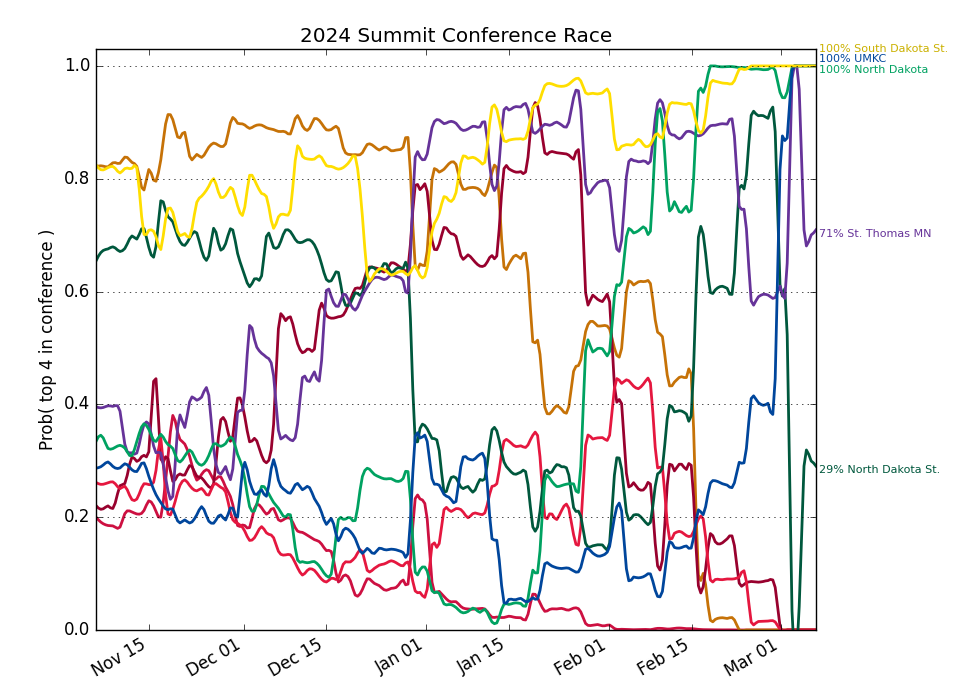 2024 Summit Conference Race
Prob( top 4 in conference )
1.0
0.8
0.6
0.4
0.2
0.0
Nov 15
Dec 01
Dec 15
Jan 01
Jan 15
Feb 01
Feb 15
Mar 01
100% South Dakota St.
100% UMKC
100% North Dakota
71% St. Thomas MN
29% North Dakota St.